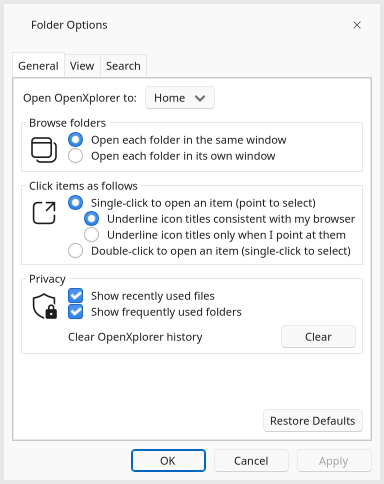 Folder Options
General View Search
Open OpenXplorer to: Home
Browse folders
Open each folder in the same window
Open each folder in its own window
Click items as follows
Single-click to open an item (point to select)
Underline icon titles consistent with my browser
Underline icon titles only when I point at them
Double-click to open an item (single-click to select)
Privacy
Show recently used files
Show frequently used folders
Clear OpenXplorer history Clear
Restore Defaults
OK Cancel Apply